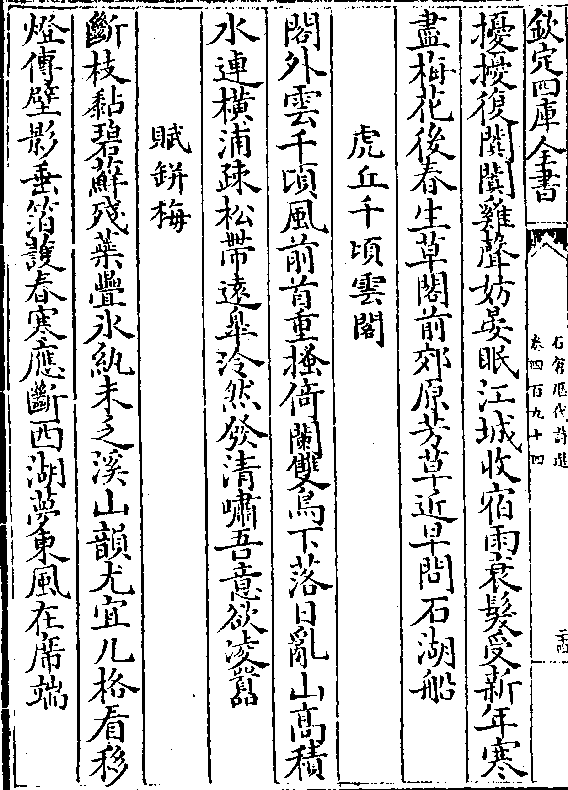 欽定四庫全書
石倉歷代詩選
卷四百九十四
擾擾復闐闐雞聲妨晏眠江城收宿雨衰髮受新年寒
盡梅花後春生草閣前郊原芳草近早問石湖船
虎丘千頃雲閣
閣外雲千頃風前首重搔倚闌雙鳥下落日亂山高積
水連橫浦疎松帶遠皋泠然發清嘯吾意欲凌囂
賦缾梅
斷枝黏碧蘚殘藥疊氷紈未乏溪山韻尤宜几格看移
燈傳壁影垂箔護春寒應斷西湖夢東風在席端